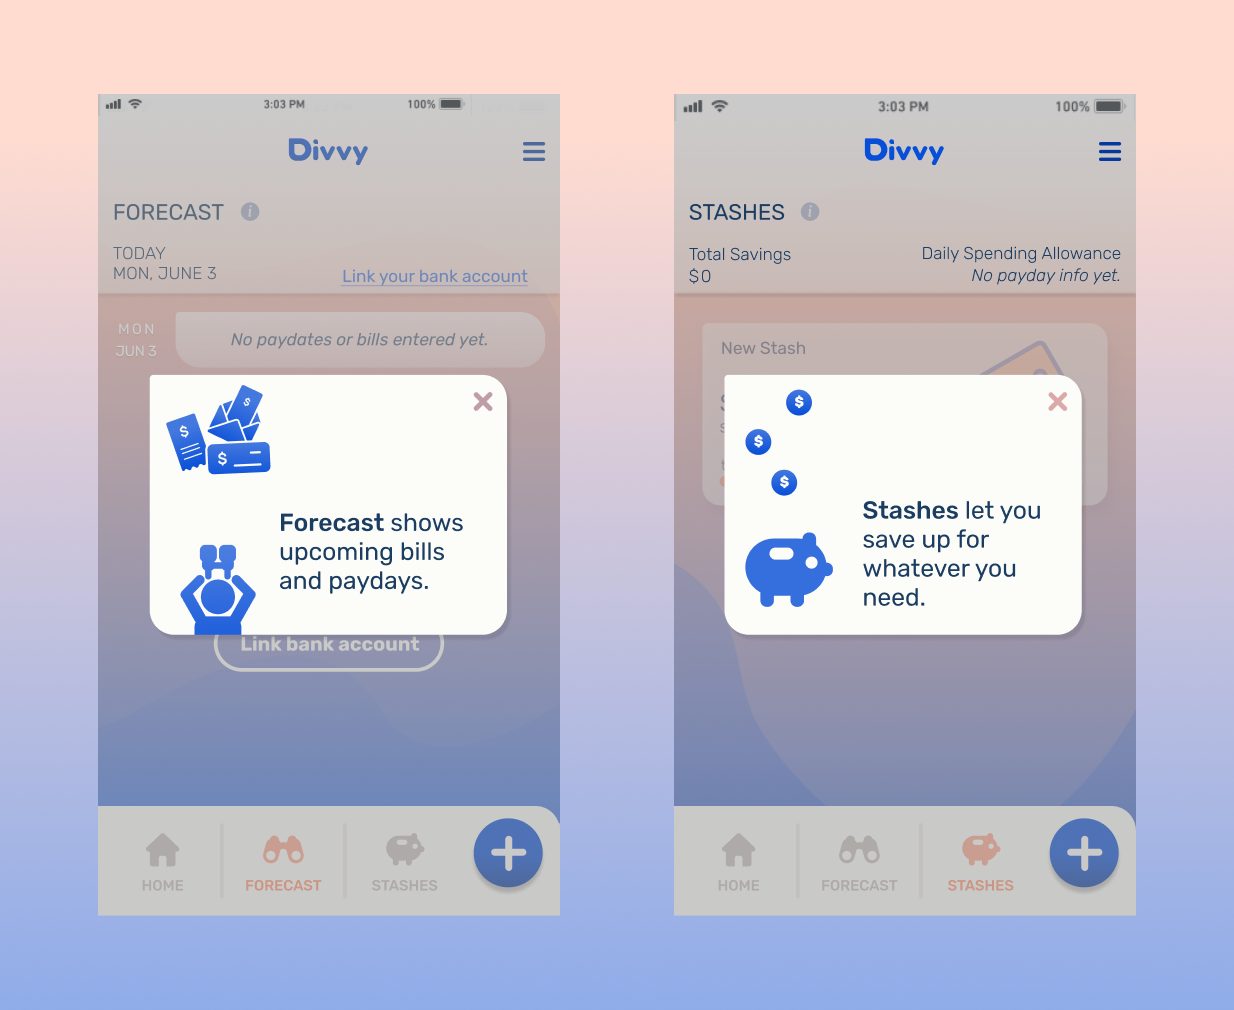 3:03 PM
100%
Divvy
FORECAST
i
TODAY
MON, JUNE 3
Link your bank account
MON
JUN 3
No paydates or bills entered yet.
$
$
$
Forecast shows
upcoming bills
and paydays.
Link bank account
HOME
FORECAST
STASHES
3:03 PM
100%
Divvy
STASHES
i
Total Savings
$0
Daily Spending Allowance
No payday info yet.
New Stash
$
$
$
Stashes let you
save up for
whatever you
need.
HOME
FORECAST
STASHES